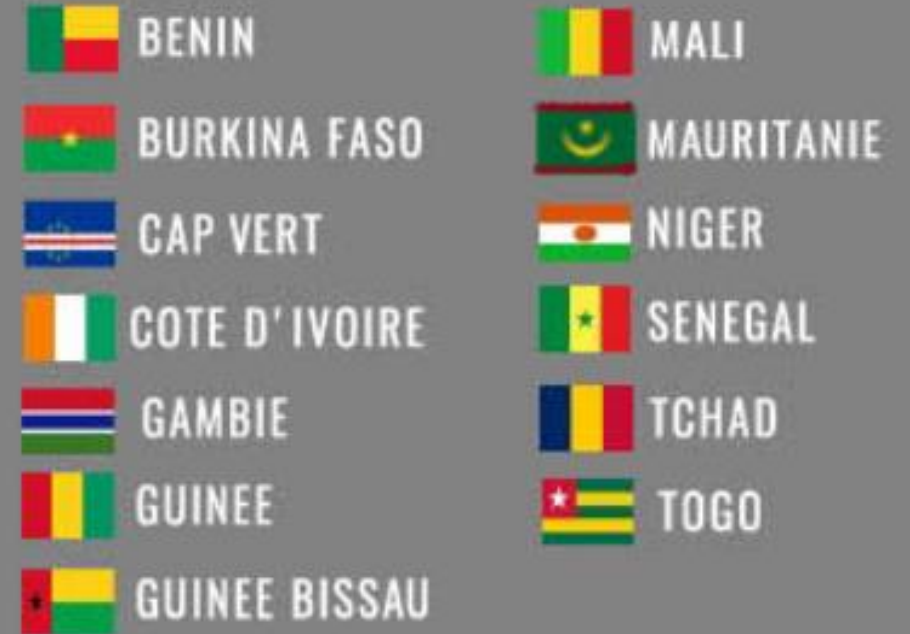 BENIN
BURKINA FASO
CAP VERT
COTE D'IVOIRE
GAMBIE
GUINEE
GUINEE BISSAU
MALI
MAURITANIE
NIGER
SENEGAL
TCHAD
TOGO